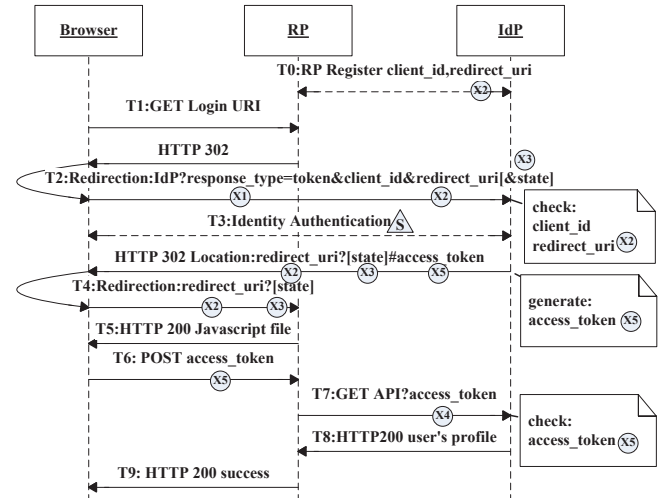 Browser
RP
IdP
T0:RP Register client_id,redirect_uri
X2
T1:GET Login URI
HTTP 302
X3
T2:Redirection:IdP?response_type=token&client_id&redirect_uri[&state]
X1
X2
check:
client_id
redirect_uri X2
T3:Identity Authentication S
HTTP 302 Location:redirect_uri?[state]#access_token
X2
X3
X5
T4:Redirection:redirect_uri?[state]
X2
X3
generate:
access_token X5
T5:HTTP 200 Javascript file
T6: POST access_token
X5
T7:GET API?access_token
X4
check:
access_token X5
T8:HTTP200 user's profile
T9: HTTP 200 success